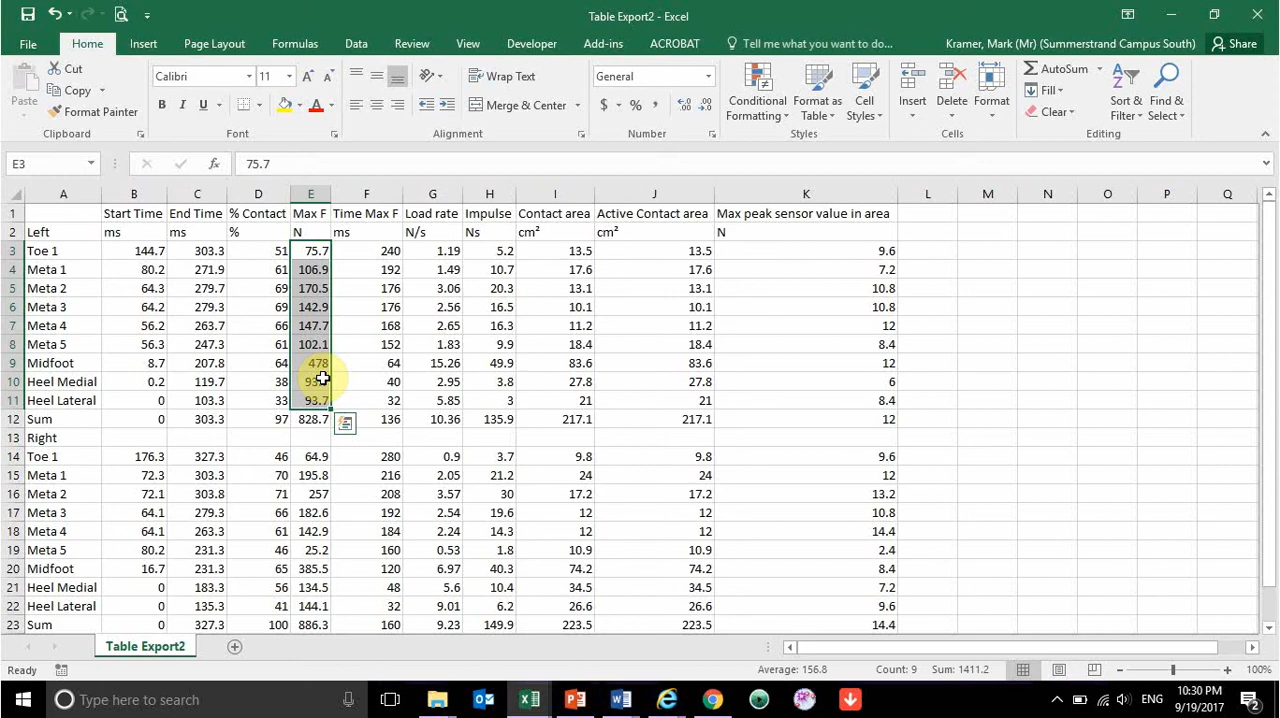 Table Export2 - Excel
File Home Insert Page Layout Formulas Data Review View Developer Add-ins ACROBAT Tell me what you want to do... Kramer, Mark (Mr) (Summerstrand Campus South) Share
Paste Cut Copy Format Painter Calibri 11 Wrap Text Merge & Center General Conditional Formatting Format as Table Cell Styles Insert Delete Format AutoSum Fill Clear Sort & Filter Find & Select
Clipboard Font Alignment Number Styles Cells Editing
E3 fx 75.7
A B C D E F G H I J K L M N O P Q
1 Start Time End Time % Contact Max F Time Max F Load rate Impulse Contact area Active Contact area Max peak sensor value in area
2 Left ms ms % N ms N/s Ns cm² cm² N
3 Toe 1 144.7 303.3 51 75.7 240 1.19 5.2 13.5 13.5 9.6
4 Meta 1 80.2 271.9 61 106.9 192 1.49 10.7 17.6 17.6 7.2
5 Meta 2 64.3 279.7 69 170.5 176 3.06 20.3 13.1 13.1 10.8
6 Meta 3 64.2 279.3 69 142.9 176 2.56 16.5 10.1 10.1 10.8
7 Meta 4 56.2 263.7 66 147.7 168 2.65 16.3 11.2 11.2 12
8 Meta 5 56.3 247.3 61 102.1 152 1.83 9.9 18.4 18.4 8.4
9 Midfoot 8.7 207.8 64 478 64 15.26 49.9 83.6 83.6 12
10 Heel Medial 0.2 119.7 38 40 2.95 3.8 27.8 27.8 6
11 Heel Lateral 0 103.3 33 93.7 32 5.85 3 21 21 8.4
12 Sum 0 303.3 97 828.7 136 10.36 135.9 217.1 217.1 12
13 Right
14 Toe 1 176.3 327.3 46 64.9 280 0.9 3.7 9.8 9.8 9.6
15 Meta 1 72.3 303.3 70 195.8 216 2.05 21.2 24 24 12
16 Meta 2 72.1 303.8 71 257 208 3.57 30 17.2 17.2 13.2
17 Meta 3 64.1 279.3 66 182.6 192 2.54 19.6 12 12 10.8
18 Meta 4 64.1 263.3 61 142.9 184 2.24 14.3 12 12 14.4
19 Meta 5 80.2 231.3 46 25.2 160 0.53 1.8 10.9 10.9 2.4
20 Midfoot 16.7 231.3 65 385.5 120 6.97 40.3 74.2 74.2 8.4
21 Heel Medial 0 183.3 56 134.5 48 5.6 10.4 34.5 34.5 7.2
22 Heel Lateral 0 135.3 41 144.1 32 9.01 6.2 26.6 26.6 9.6
23 Sum 0 327.3 100 886.3 160 9.23 149.9 223.5 223.5 14.4
Table Export2
Ready Average: 156.8 Count: 9 Sum: 1411.2 100%
Type here to search ENG 10:30 PM
9/19/2017 2